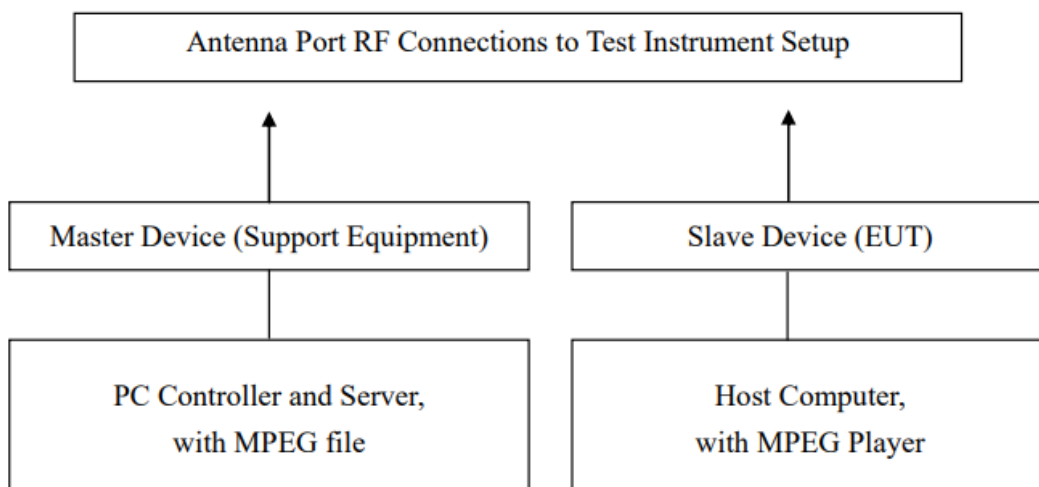 Antenna Port RF Connections to Test Instrument Setup
Master Device (Support Equipment)
Slave Device (EUT)
PC Controller and Server,
with MPEG file
Host Computer,
with MPEG Player